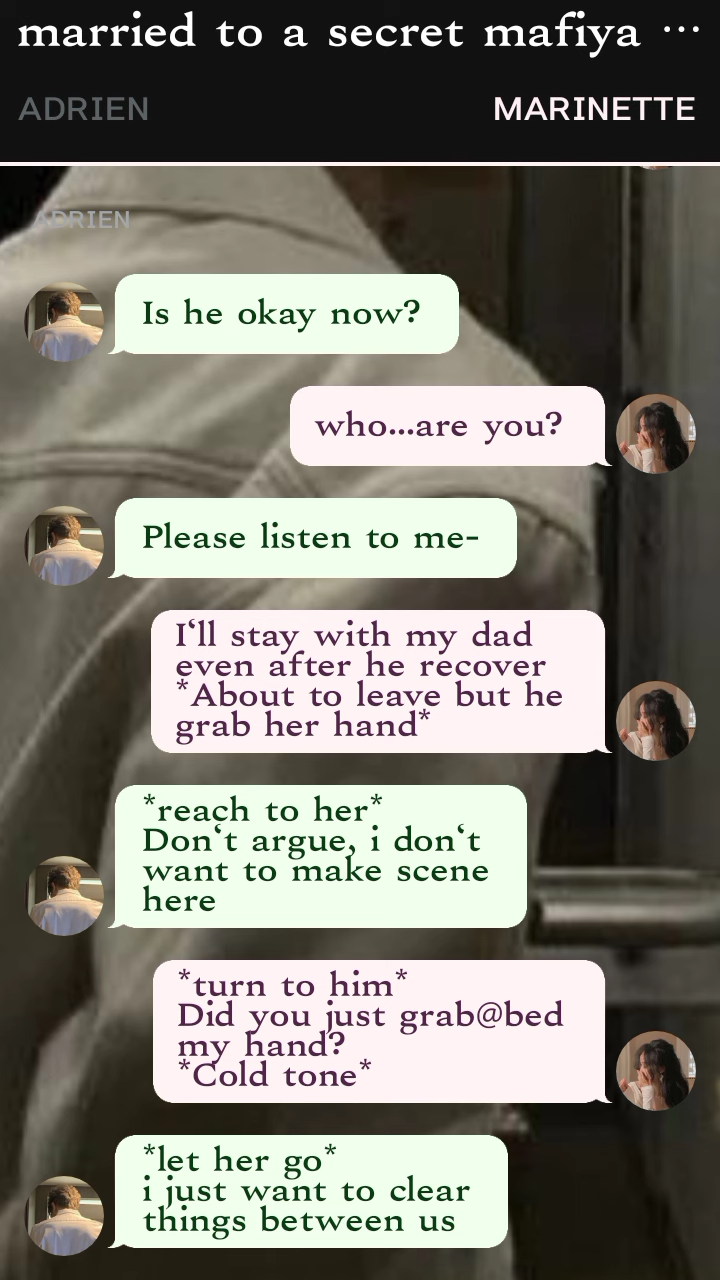 married to a secret mafiya ...
ADRIEN
MARINETTE
ADRIEN
Is he okay now?
who...are you?
Please listen to me-
I‘ll stay with my dad
even after he recover
*About to leave but he
grab her hand*
*reach to her*
Don‘t argue, i don‘t
want to make scene
here
*turn to him*
Did you just grab@bed
my hand?
*Cold tone*
*let her go*
i just want to clear
things between us